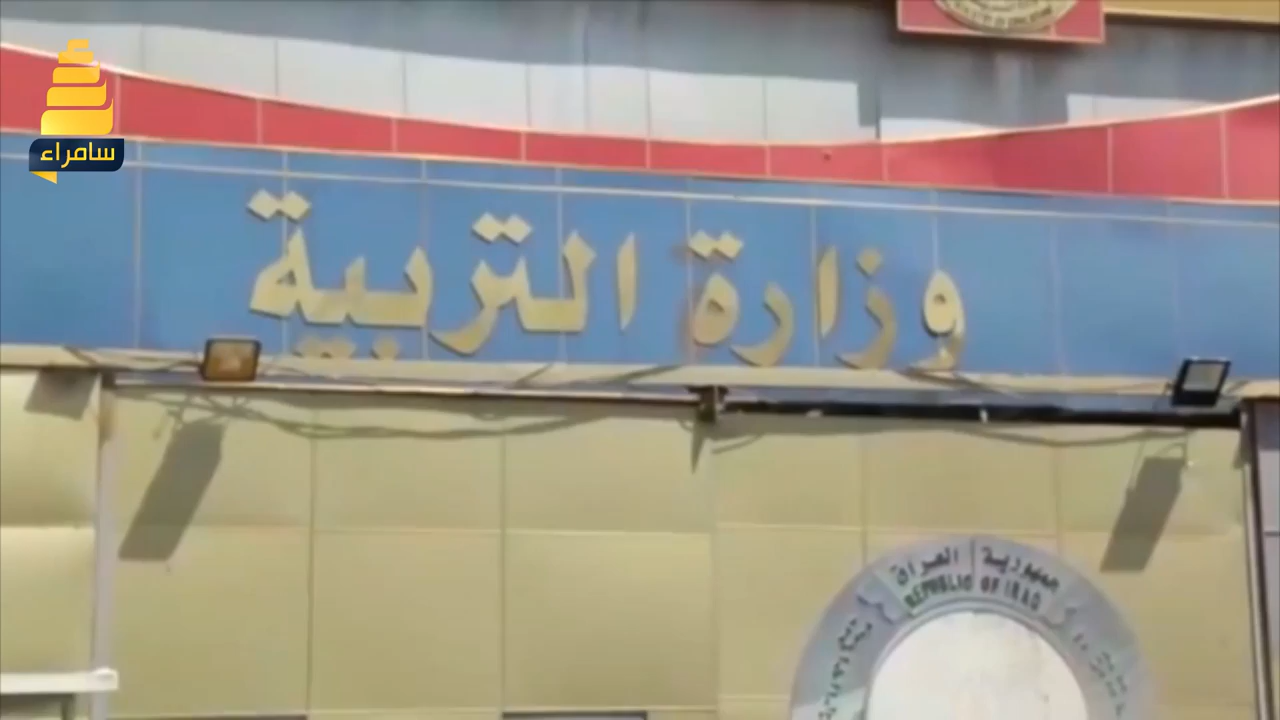 سامراء
وزارة التربية
جمهورية العراق
REPUBLIC OF IRAQ